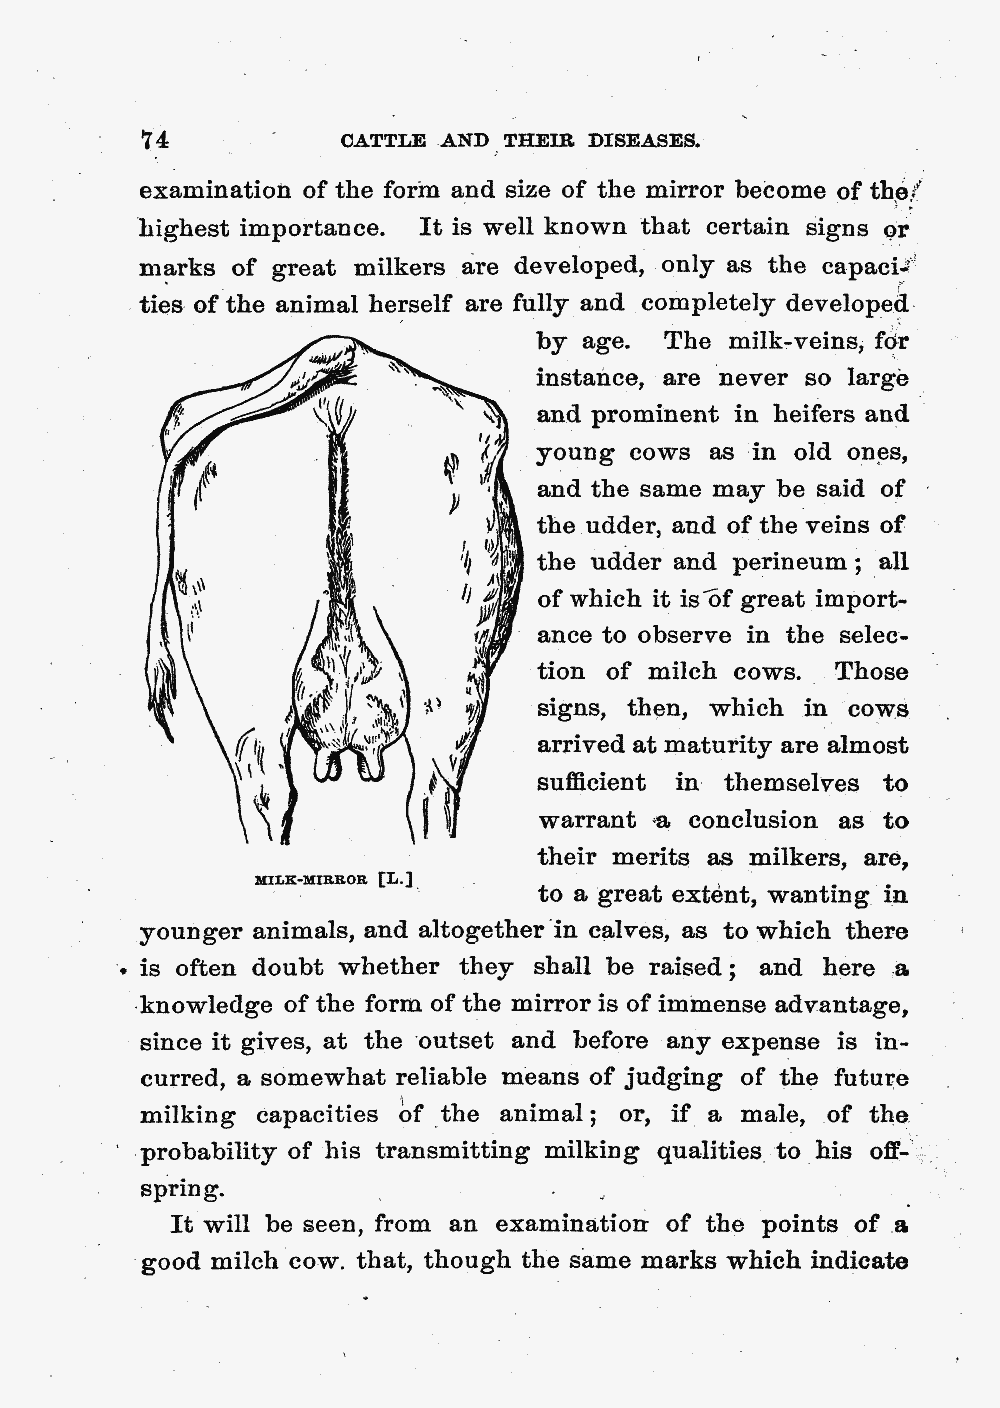 74
CATTLE AND THEIR DISEASES.
examination of the form and size of the mirror become of the
highest importance. It is well known that certain signs or
marks of great milkers are developed, only as the capaci-
ties of the animal herself are fully and completely developed
by age. The milk-veins, for
instance, are never so large
and prominent in heifers and
young cows as in old ones,
and the same may be said of
the udder, and of the veins of
the udder and perineum; all
of which it is of great import-
ance to observe in the selec-
tion of milch cows. Those
signs, then, which in cows
arrived at maturity are almost
sufficient in themselves to
warrant a conclusion as to
their merits as milkers, are,
to a great extent, wanting in
MILK-MIRROR [L.]
younger animals, and altogether in calves, as to which there
is often doubt whether they shall be raised; and here a
knowledge of the form of the mirror is of immense advantage,
since it gives, at the outset and before any expense is in-
curred, a somewhat reliable means of judging of the future
milking capacities of the animal; or, if a male, of the
probability of his transmitting milking qualities to his off-
spring.
It will be seen, from an examination of the points of a
good milch cow. that, though the same marks which indicate